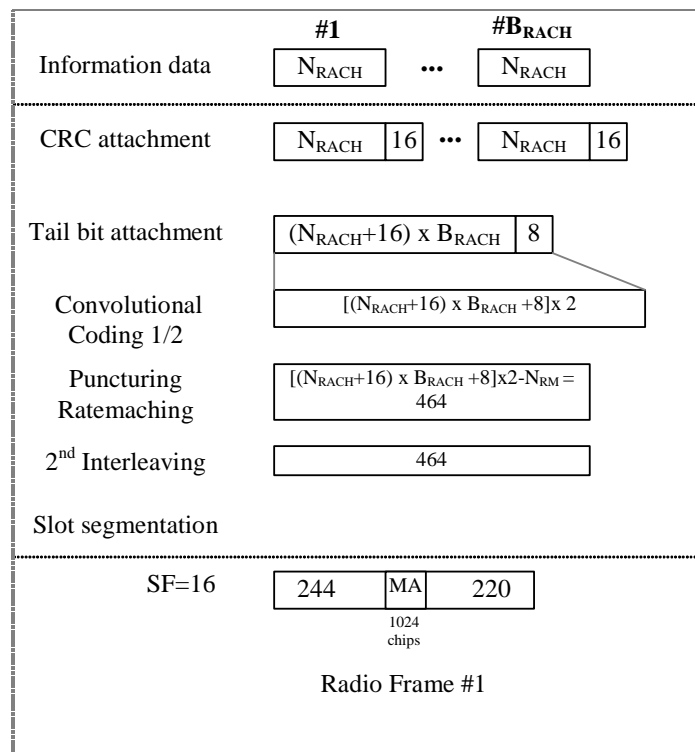 #1 #B_RACH
Information data N_RACH ... N_RACH
CRC attachment N_RACH 16 ... N_RACH 16
Tail bit attachment (N_RACH+16) x B_RACH 8
Convolutional
Coding 1/2
[(N_RACH+16) x B_RACH +8]x 2
Puncturing
Ratemaching
[(N_RACH+16) x B_RACH +8]x2-N_RM =
464
2nd Interleaving 464
Slot segmentation
SF=16 244 MA 220
1024
chips
Radio Frame #1